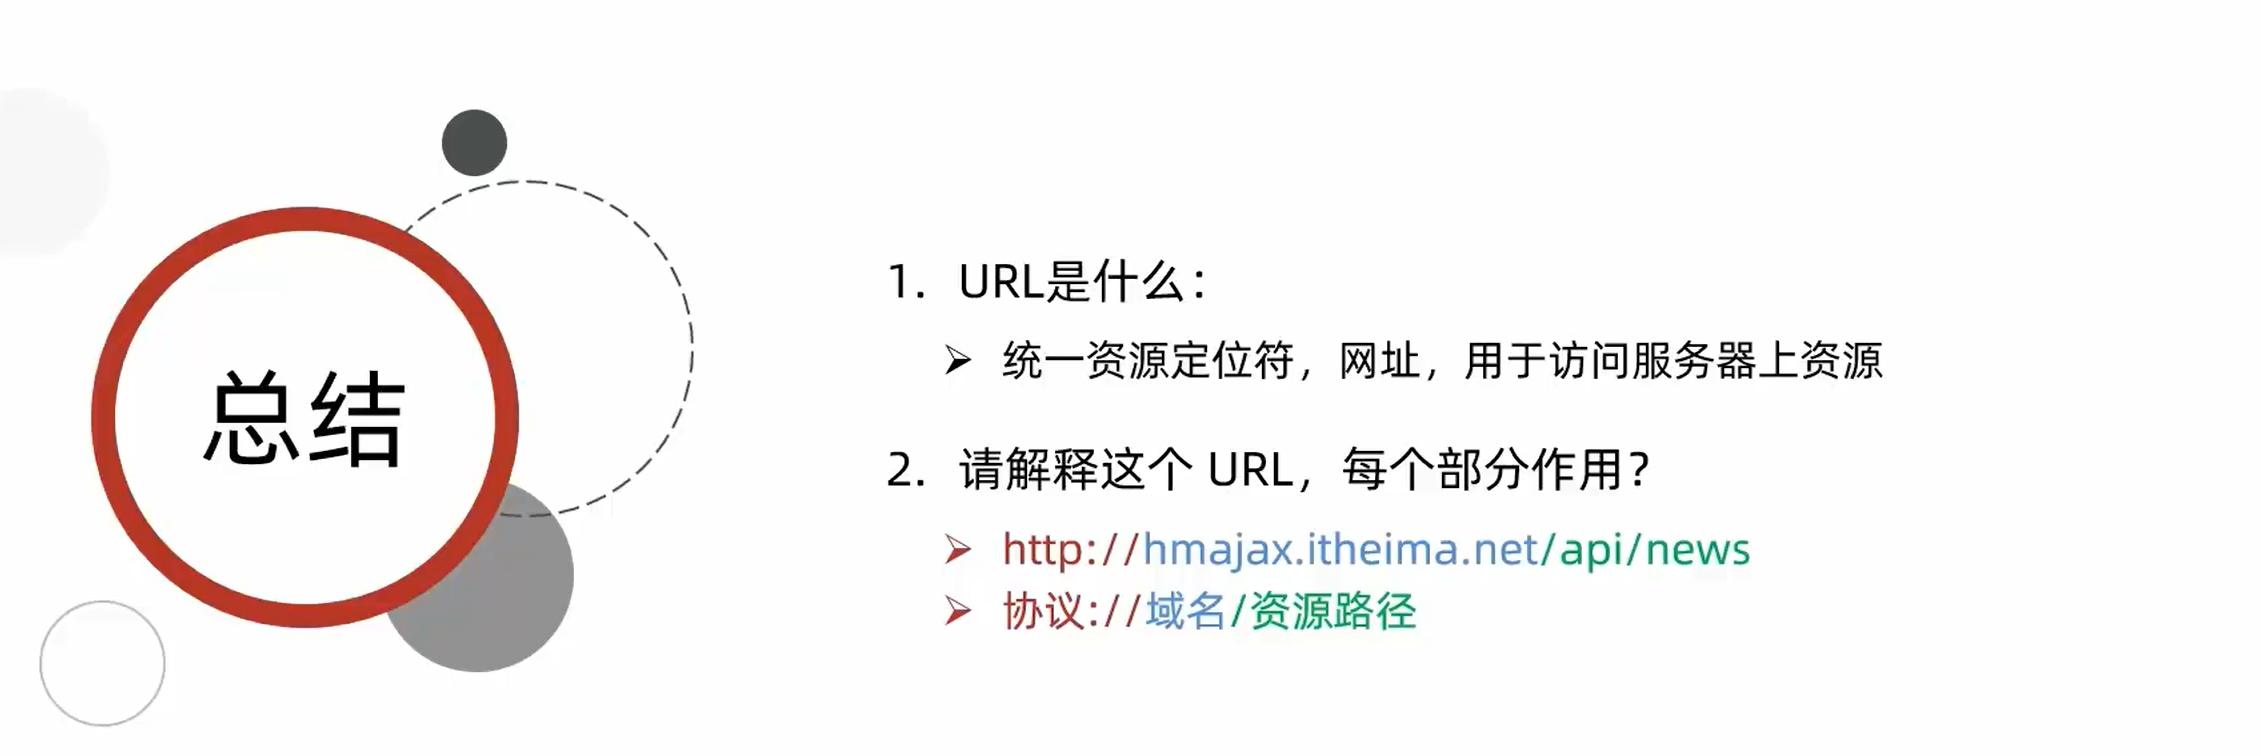 总结
1. URL是什么：
➢ 统一资源定位符，网址，用于访问服务器上资源
2. 请解释这个 URL，每个部分作用？
➢ http://hmajax.itheima.net/api/news
➢ 协议://域名/资源路径